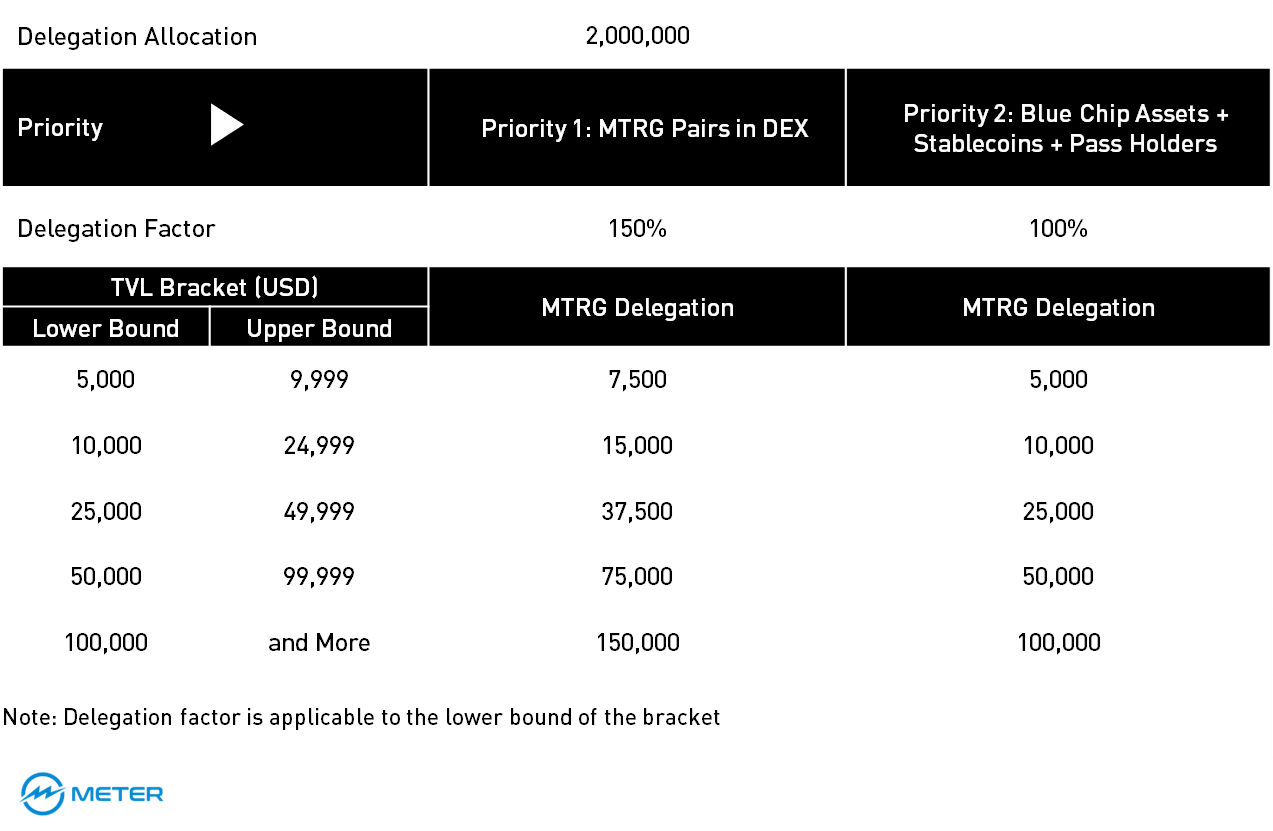 Delegation Allocation 2,000,000
Priority Priority 1: MTRG Pairs in DEX Priority 2: Blue Chip Assets +
Stablecoins + Pass Holders
Delegation Factor 150% 100%
TVL Bracket (USD) MTRG Delegation MTRG Delegation
Lower Bound Upper Bound
5,000 9,999 7,500 5,000
10,000 24,999 15,000 10,000
25,000 49,999 37,500 25,000
50,000 99,999 75,000 50,000
100,000 and More 150,000 100,000
Note: Delegation factor is applicable to the lower bound of the bracket
METER